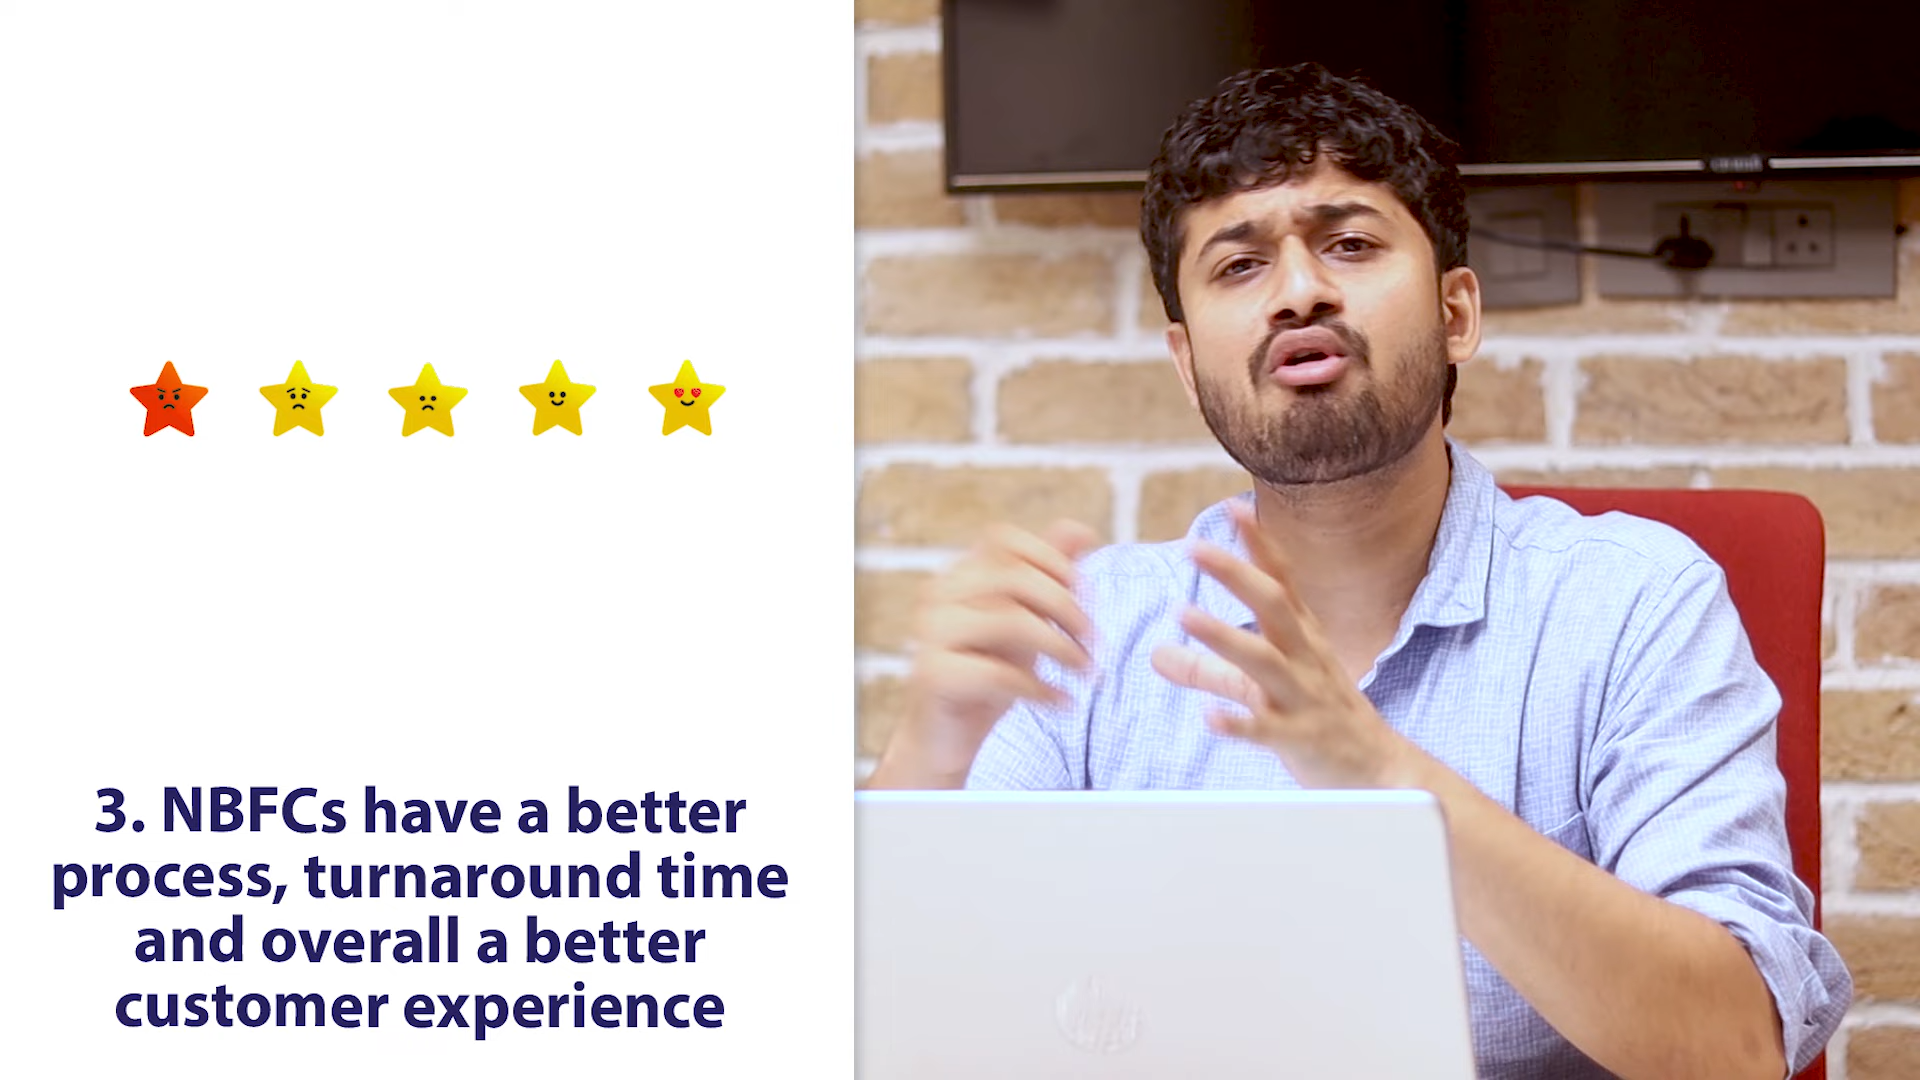 3. NBFCs have a better
process, turnaround time
and overall a better
customer experience